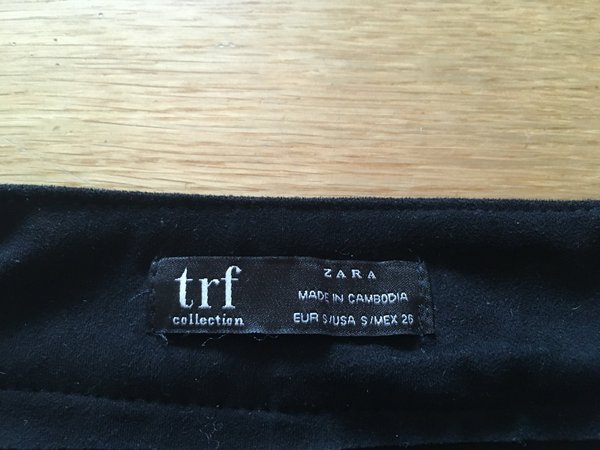 trf
collection
ZARA
MADE IN CAMBODIA
EUR S/USA S/MEX 26